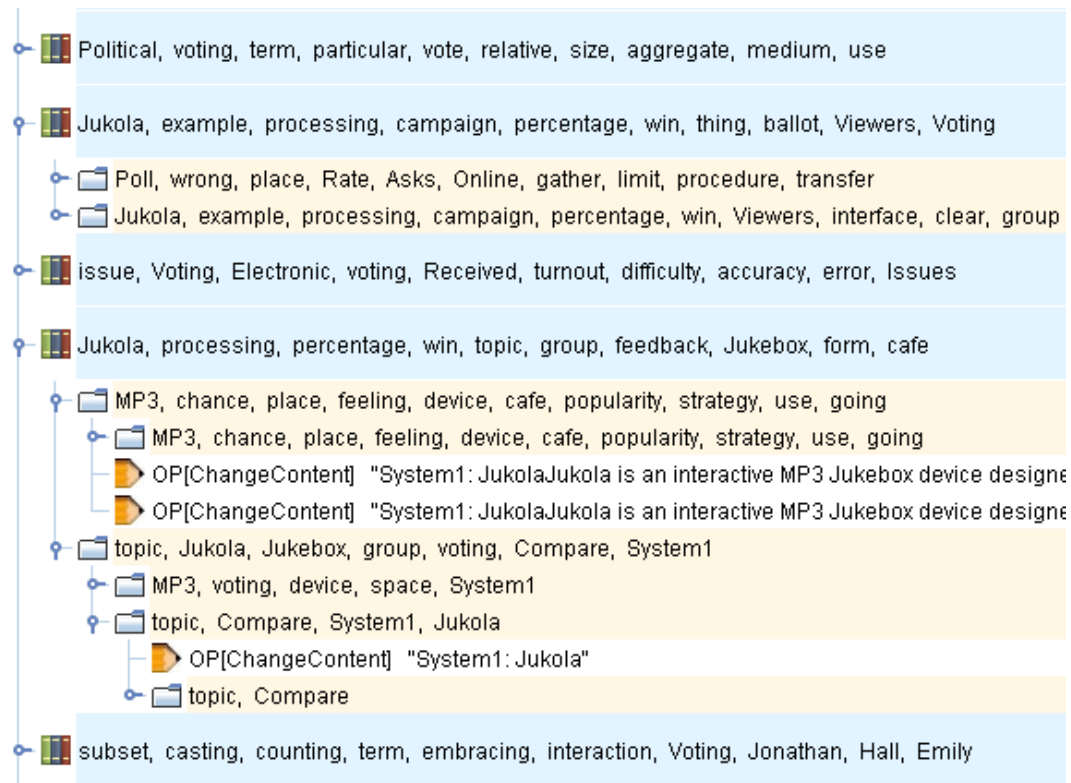 Political, voting, term, particular, vote, relative, size, aggregate, medium, use
Jukola, example, processing, campaign, percentage, win, thing, ballot, Viewers, Voting
Poll, wrong, place, Rate, Asks, Online, gather, limit, procedure, transfer
Jukola, example, processing, campaign, percentage, win, Viewers, interface, clear, group
issue, Voting, Electronic, voting, Received, turnout, difficulty, accuracy, error, Issues
Jukola, processing, percentage, win, topic, group, feedback, Jukebox, form, cafe
MP3, chance, place, feeling, device, cafe, popularity, strategy, use, going
MP3, chance, place, feeling, device, cafe, popularity, strategy, use, going
OP[ChangeContent] "System1: JukolaJukola is an interactive MP3 Jukebox device designe
OP[ChangeContent] "System1: JukolaJukola is an interactive MP3 Jukebox device designe
topic, Jukola, Jukebox, group, voting, Compare, System1
MP3, voting, device, space, System1
topic, Compare, System1, Jukola
OP[ChangeContent] "System1: Jukola"
topic, Compare
subset, casting, counting, term, embracing, interaction, Voting, Jonathan, Hall, Emily